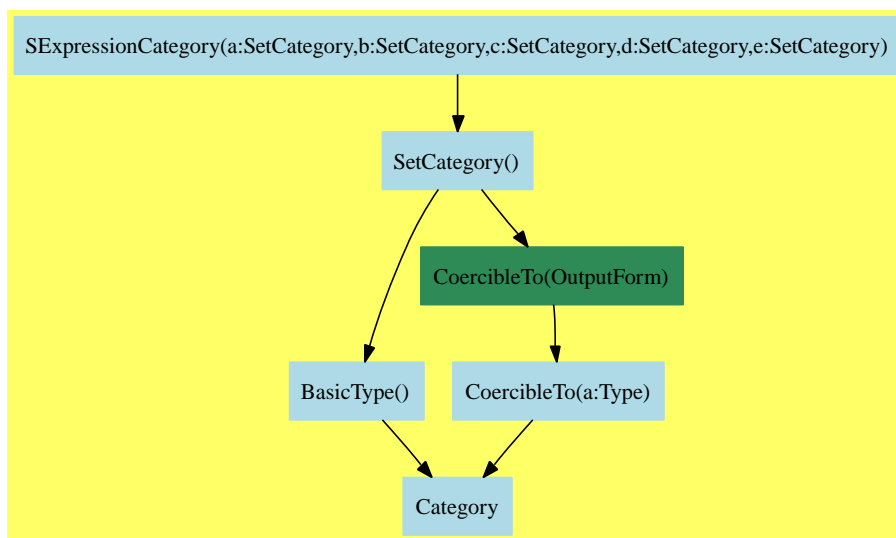 SExpressionCategory(a:SetCategory,b:SetCategory,c:SetCategory,d:SetCategory,e:SetCategory)
SetCategory()
CoercibleTo(OutputForm)
BasicType()
CoercibleTo(a:Type)
Category